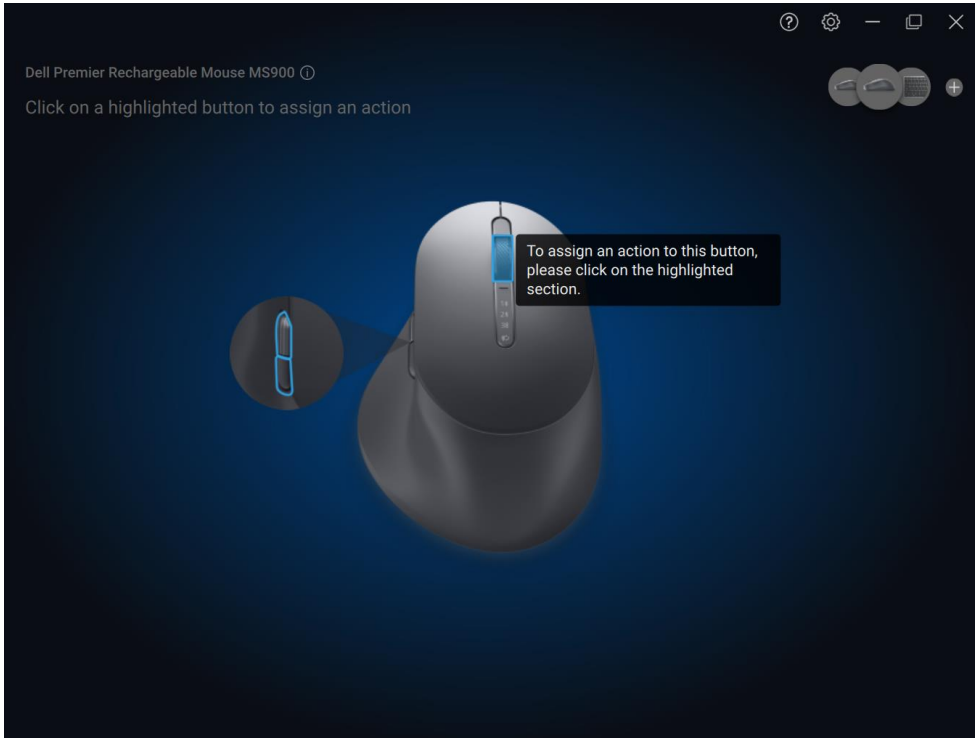 Dell Premier Rechargeable Mouse MS900
Click on a highlighted button to assign an action
To assign an action to this button,
please click on the highlighted
section.